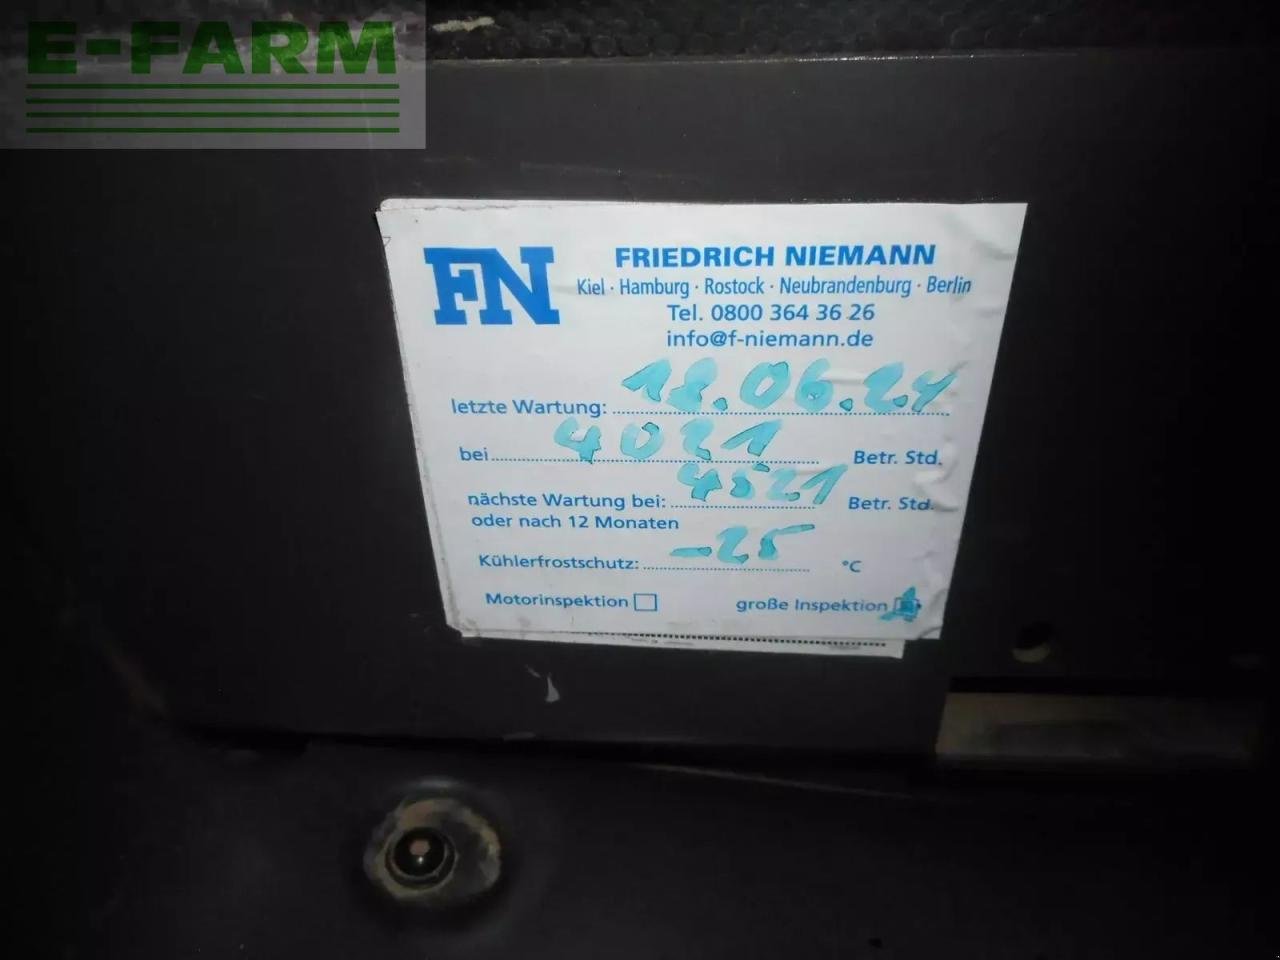 E-FARM
FN
FRIEDRICH NIEMANN
Kiel · Hamburg · Rostock · Neubrandenburg · Berlin
Tel. 0800 364 36 26
info@f-niemann.de
letzte Wartung: 18.06.24
bei 4021 Betr. Std.
nächste Wartung bei: 4521 Betr. Std.
oder nach 12 Monaten
Kühlerfrostschutz: -25 °C
Motorinspektion große Inspektion